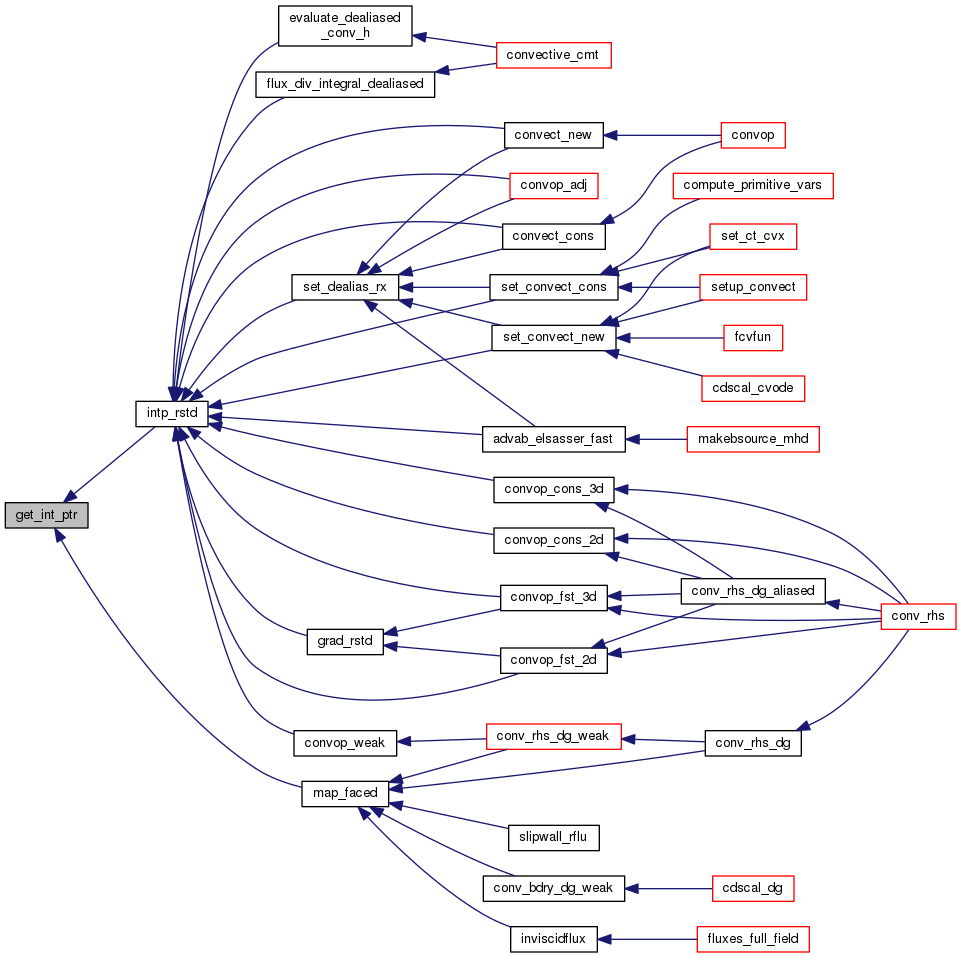 evaluate_dealiased
_conv_h
convective_cmt
flux_div_integral_dealiased
convect_new
convop
convop_adj
compute_primitive_vars
convect_cons
set_ct_cvx
set_dealias_rx
set_convect_cons
setup_convect
set_convect_new
fcvfun
cdscal_cvode
intp_rstd
advab_elsasser_fast
makebsource_mhd
convop_cons_3d
get_int_ptr
convop_cons_2d
conv_rhs_dg_aliased
convop_fst_3d
conv_rhs
grad_rstd
convop_fst_2d
convop_weak
conv_rhs_dg_weak
conv_rhs_dg
map_faced
slipwall_rflu
conv_bdry_dg_weak
cdscal_dg
inviscidflux
fluxes_full_field